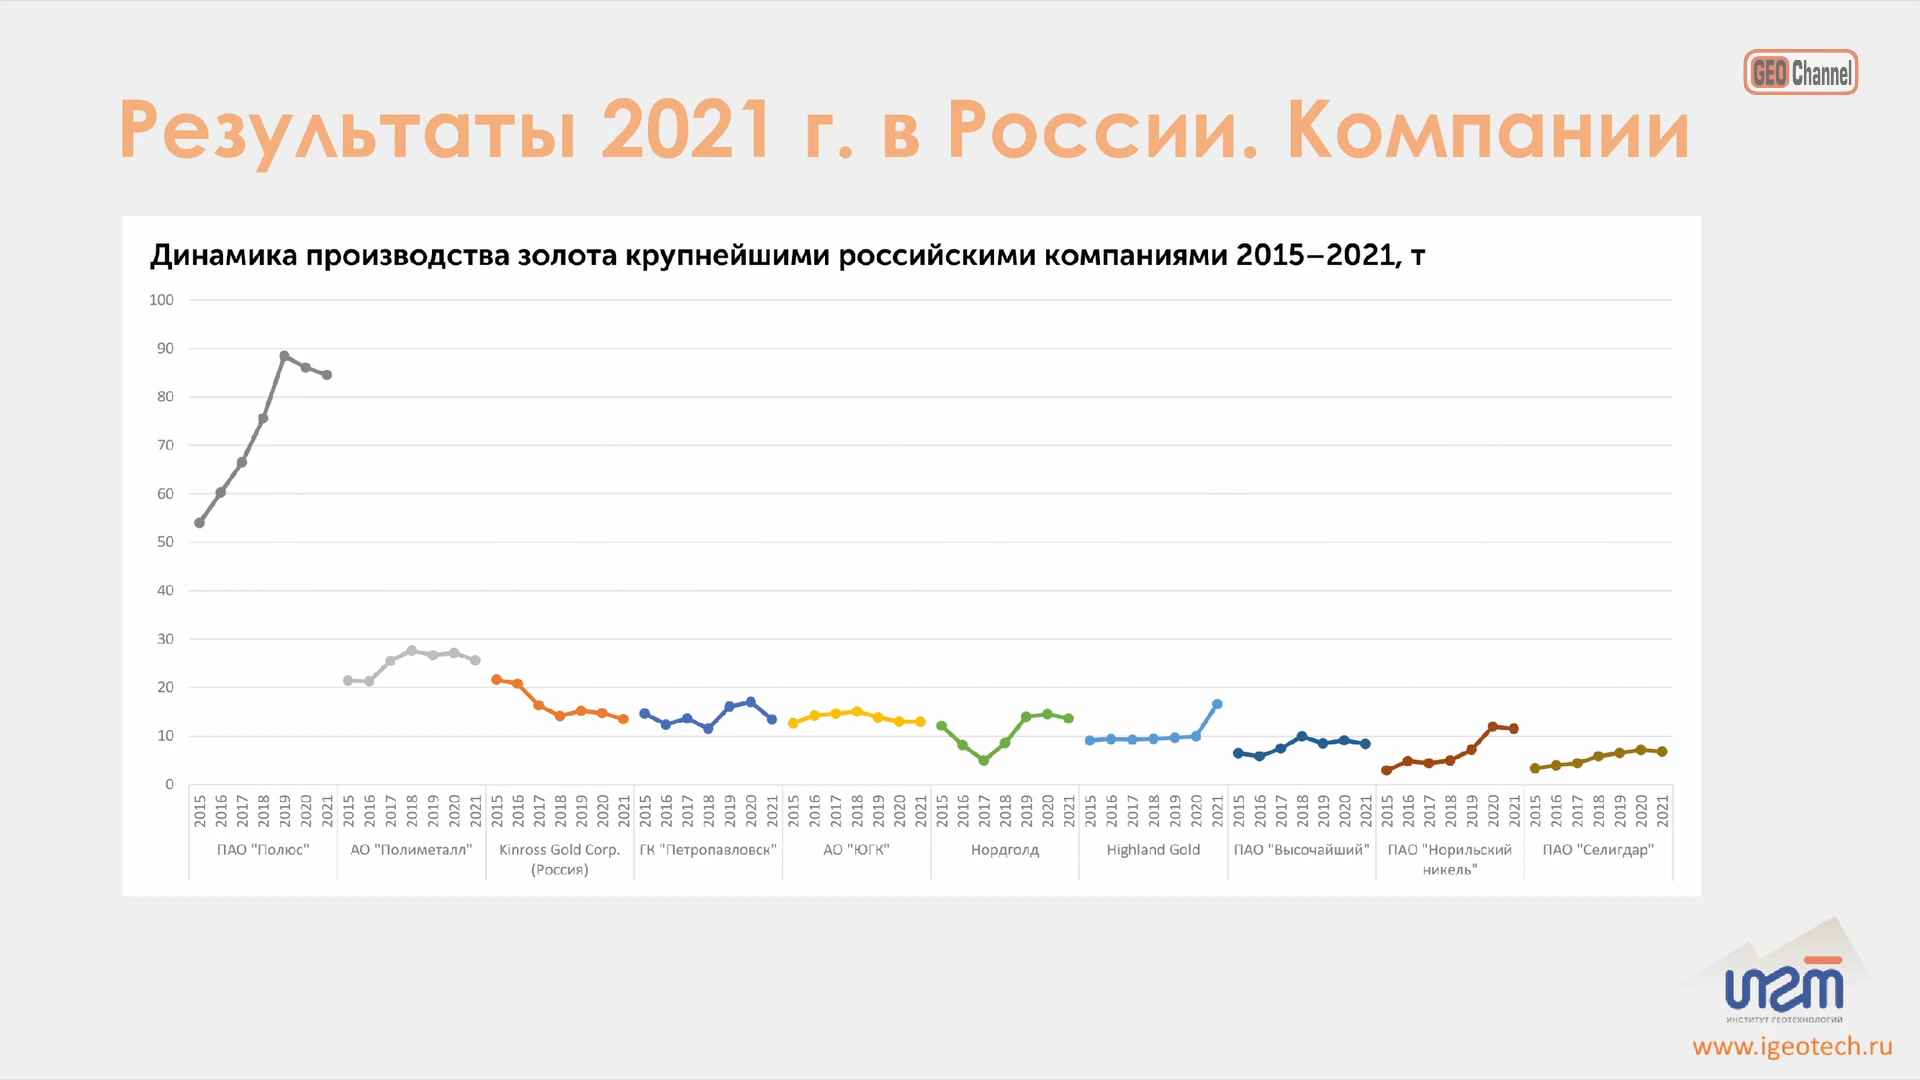 GEO Channel
Результаты 2021 г. в России. Компании
Динамика производства золота крупнейшими российскими компаниями 2015–2021, т
100
90
80
70
60
50
40
30
20
10
0
2015 2016 2017 2018 2019 2020 2021 2015 2016 2017 2018 2019 2020 2021 2015 2016 2017 2018 2019 2020 2021 2015 2016 2017 2018 2019 2020 2021 2015 2016 2017 2018 2019 2020 2021 2015 2016 2017 2018 2019 2020 2021 2015 2016 2017 2018 2019 2020 2021 2015 2016 2017 2018 2019 2020 2021 2015 2016 2017 2018 2019 2020 2021 2015 2016 2017 2018 2019 2020 2021
ПАО "Полюс" АО "Полиметалл" Kinross Gold Corp. ГК "Петропавловск" АО "ЮГК" Нордголд Highland Gold ПАО "Высочайший" ПАО "Норильский ПАО "Селигдар"
(Россия) никель"
ИНСТИТУТ ГЕОТЕХНОЛОГИЙ
www.igeotech.ru